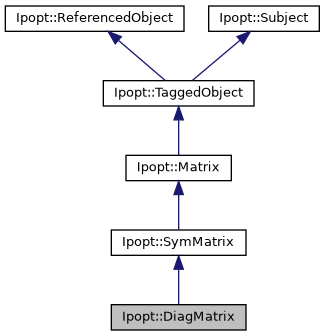 Ipopt::ReferencedObject
Ipopt::Subject
Ipopt::TaggedObject
Ipopt::Matrix
Ipopt::SymMatrix
Ipopt::DiagMatrix